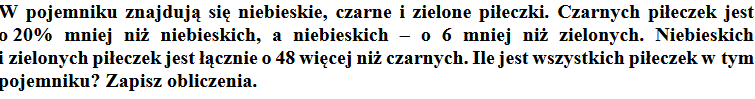 W pojemniku znajdują się niebieskie, czarne i zielone piłeczki. Czarnych piłeczek jest
o 20% mniej niż niebieskich, a niebieskich – o 6 mniej niż zielonych. Niebieskich
i zielonych piłeczek jest łącznie o 48 więcej niż czarnych. Ile jest wszystkich piłeczek w tym
pojemniku? Zapisz obliczenia.